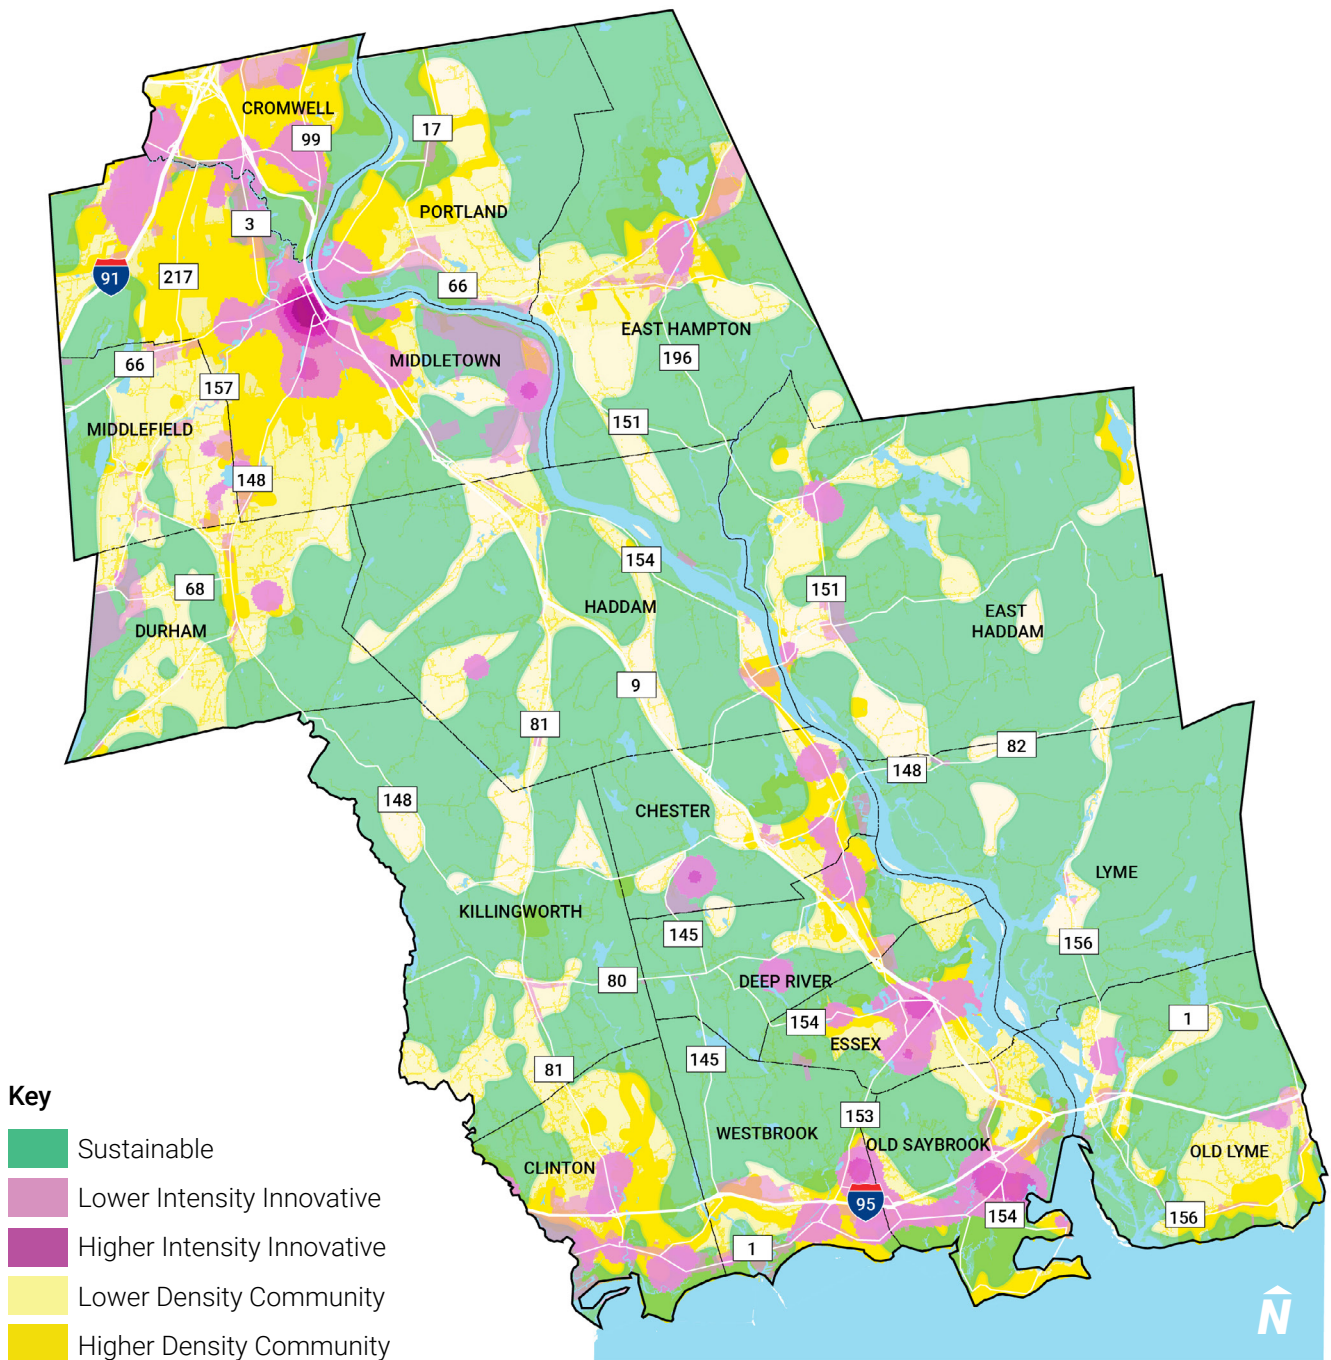 CROMWELL
99
17
PORTLAND
3
91
217
66
EAST HAMPTON
196
MIDDLETOWN
66
157
151
MIDDLEFIELD
148
154
68
HADDAM
151
EAST
HADDAM
DURHAM
9
81
82
148
148
CHESTER
LYME
KILLINGWORTH
145
156
80
DEEP RIVER
154
1
ESSEX
81
145
Key
153
Sustainable
WESTBROOK
OLD SAYBROOK
OLD LYME
CLINTON
Lower Intensity Innovative
95
154
156
Higher Intensity Innovative
1
Lower Density Community
N
Higher Density Community